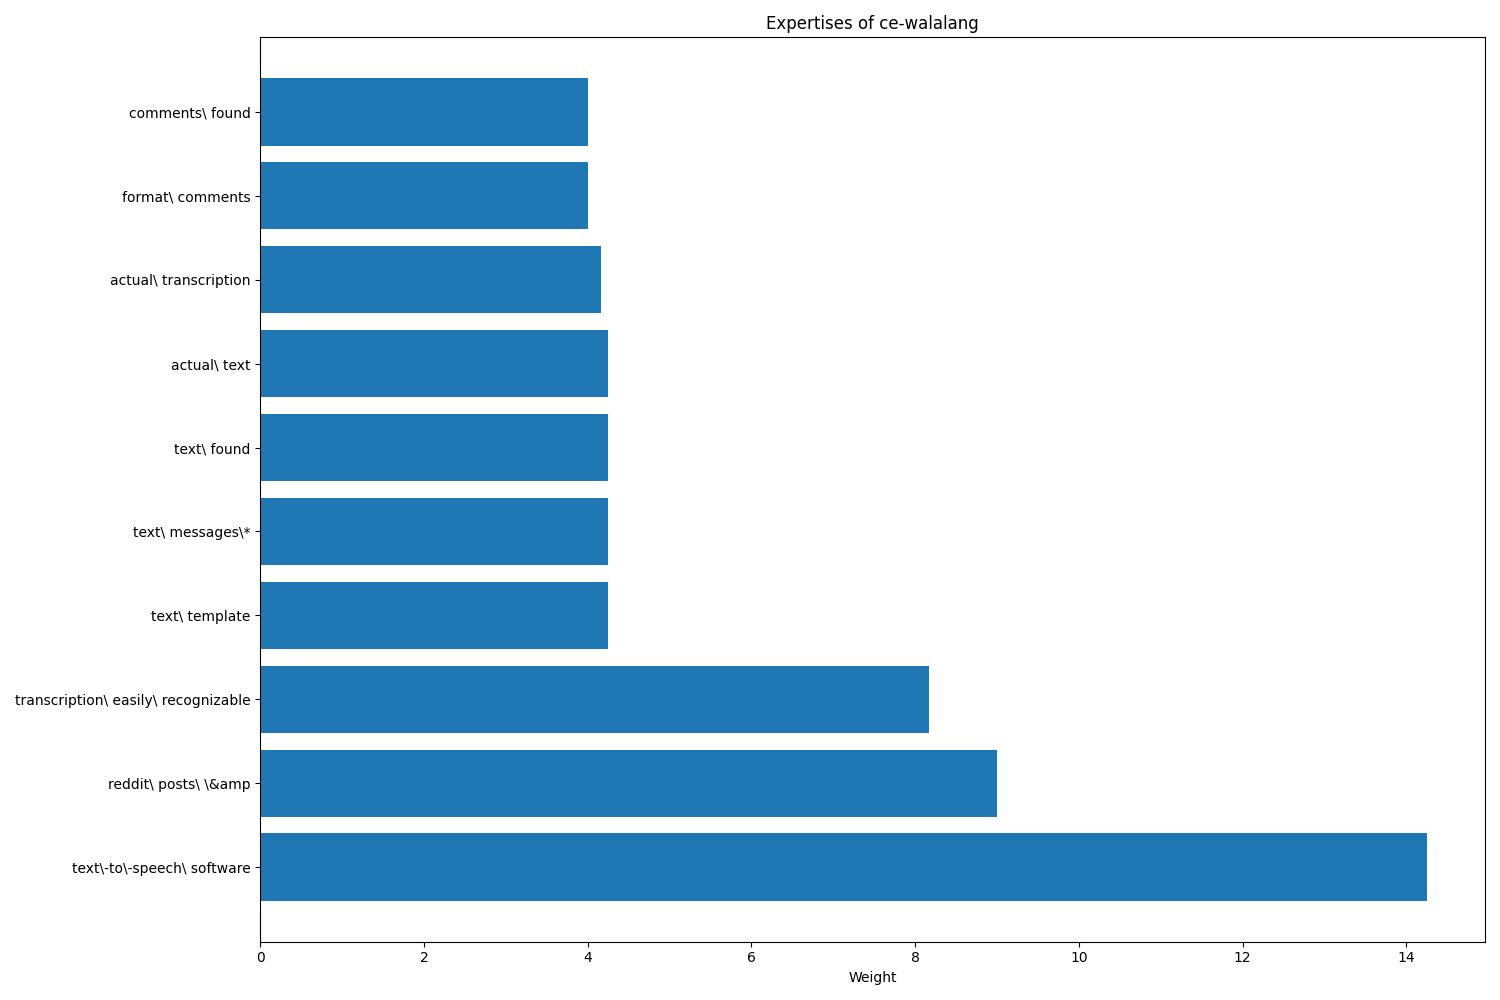 Expertises of ce-walalang
comments\ found
format\ comments
actual\ transcription
actual\ text
text\ found
text\ messages\*
text\ template
transcription\ easily\ recognizable
reddit\ posts\ \&amp
text\-to\-speech\ software
0 2 4 6 8 10 12 14
Weight